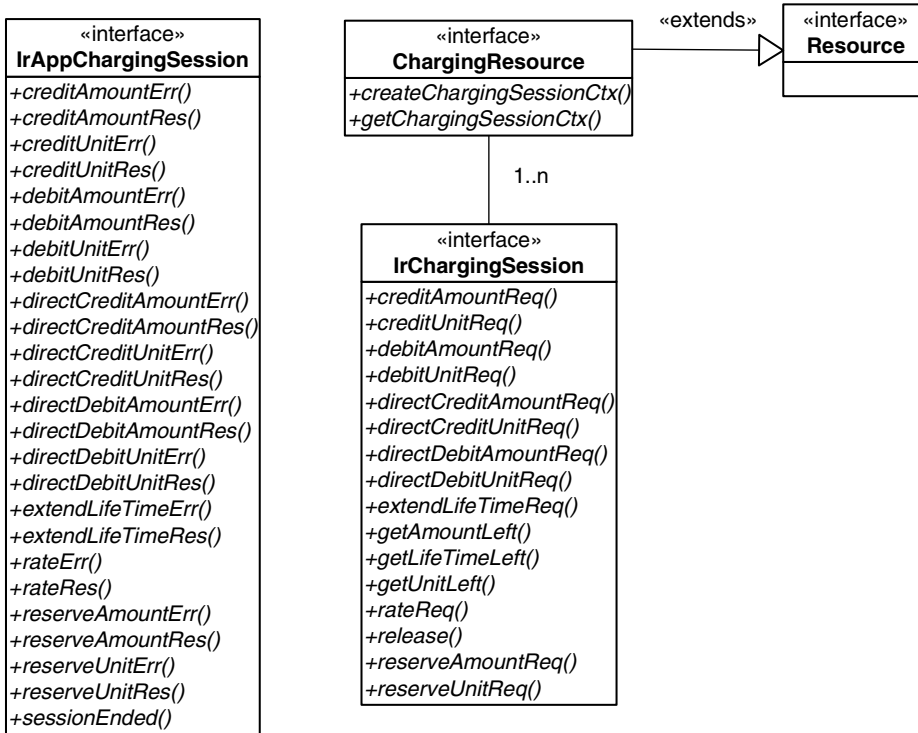 «interface»
IrAppChargingSession
+creditAmountErr()
+creditAmountRes()
+creditUnitErr()
+creditUnitRes()
+debitAmountErr()
+debitAmountRes()
+debitUnitErr()
+debitUnitRes()
+directCreditAmountErr()
+directCreditAmountRes()
+directCreditUnitErr()
+directCreditUnitRes()
+directDebitAmountErr()
+directDebitAmountRes()
+directDebitUnitErr()
+directDebitUnitRes()
+extendLifeTimeErr()
+extendLifeTimeRes()
+rateErr()
+rateRes()
+reserveAmountErr()
+reserveAmountRes()
+reserveUnitErr()
+reserveUnitRes()
+sessionEnded()
«interface»
ChargingResource
+createChargingSessionCtx()
+getChargingSessionCtx()
«extends»
«interface»
Resource
1..n
«interface»
IrChargingSession
+creditAmountReq()
+creditUnitReq()
+debitAmountReq()
+debitUnitReq()
+directCreditAmountReq()
+directCreditUnitReq()
+directDebitAmountReq()
+directDebitUnitReq()
+extendLifeTimeReq()
+getAmountLeft()
+getLifeTimeLeft()
+getUnitLeft()
+rateReq()
+release()
+reserveAmountReq()
+reserveUnitReq()